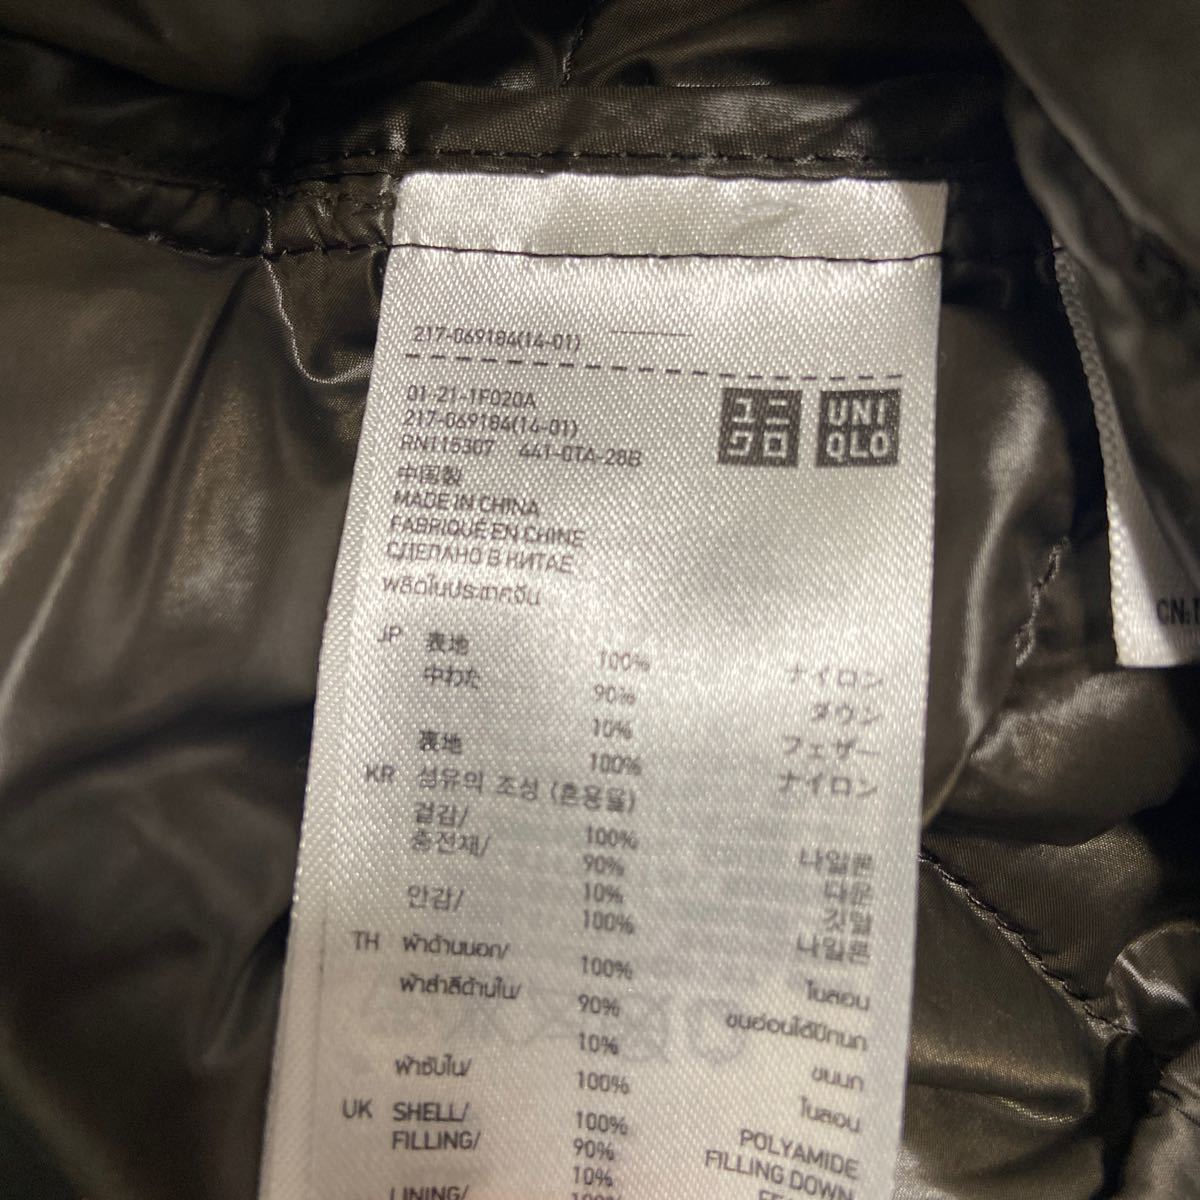 217-069184(14-01)
01-21-1F020A
217-069184(14-01)
RN115307 441-0TA-28B
ユニ
クロ
UNI
QLO
中国製
MADE IN CHINA
FABRIQUÉ EN CHINE
СДЕЛАНО В КИТАЕ
ผลิตในประเทศจีน
JP 表地 100% ナイロン
中わた 90% ダウン
10% フェザー
裏地 100% ナイロン
KR 섬유의 조성 (혼용율)
겉감/ 100% 나일론
충전재/ 90% 다운
10% 깃털
안감/ 100% 나일론
TH ผ้าด้านนอก/ 100% ไนลอน
ผ้าสำลีด้านใน/ 90% ขนอ่อนใต้ปีกนก
10% ขนนก
ผ้าซับใน/ 100% ไนลอน
UK SHELL/ 100% POLYAMIDE
FILLING/ 90% FILLING DOWN
10%
LINING/ 100%
CN: